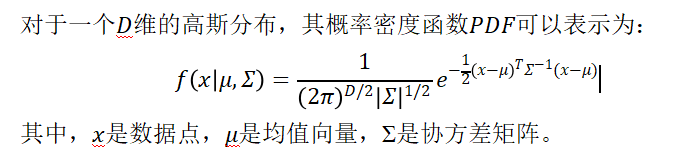 对于一个D维的高斯分布，其概率密度函数PDF可以表示为：
f(x|μ, Σ) = \frac{1}{(2π)^{D/2}|Σ|^{1/2}} e^{-\frac{1}{2}(x-μ)^T Σ^{-1}(x-μ)}
其中，x是数据点，μ是均值向量，Σ是协方差矩阵。